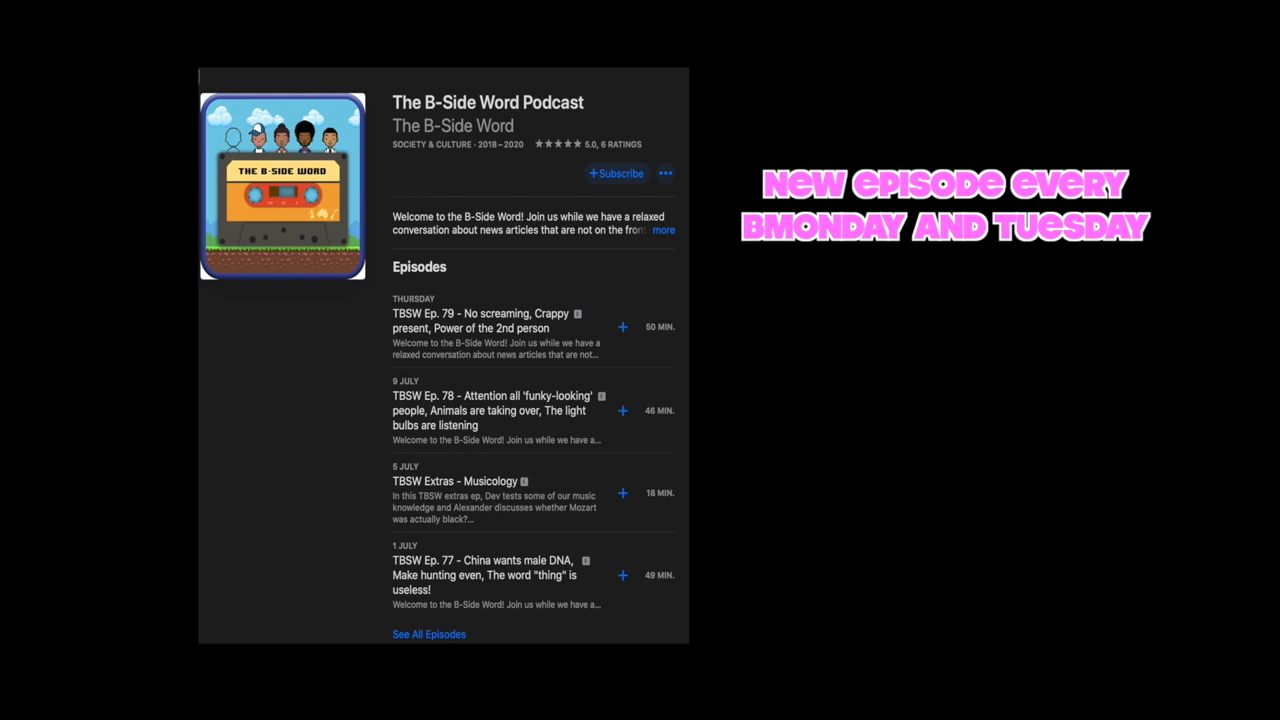 THE B-SIDE WORD
The B-Side Word Podcast
The B-Side Word
SOCIETY & CULTURE · 2018–2020 ★★★★★ 5.0, 6 RATINGS
+Subscribe •••
Welcome to the B-Side Word! Join us while we have a relaxed
conversation about news articles that are not on the front more
Episodes
THURSDAY
TBSW Ep. 79 - No screaming, Crappy E
present, Power of the 2nd person
+ 50 MIN.
Welcome to the B-Side Word! Join us while we have a
relaxed conversation about news articles that are not...
9 JULY
TBSW Ep. 78 - Attention all 'funky-looking' E
people, Animals are taking over, The light
+ 46 MIN.
bulbs are listening
Welcome to the B-Side Word! Join us while we have a...
5 JULY
TBSW Extras - Musicology E
+ 18 MIN.
In this TBSW extras ep, Dev tests some of our music
knowledge and Alexander discusses whether Mozart
was actually black?...
1 JULY
TBSW Ep. 77 - China wants male DNA, E
Make hunting even, The word "thing" is
+ 49 MIN.
useless!
Welcome to the B-Side Word! Join us while we have a...
See All Episodes
NEW EPISODE EVERY
BMONDAY AND TUESDAY